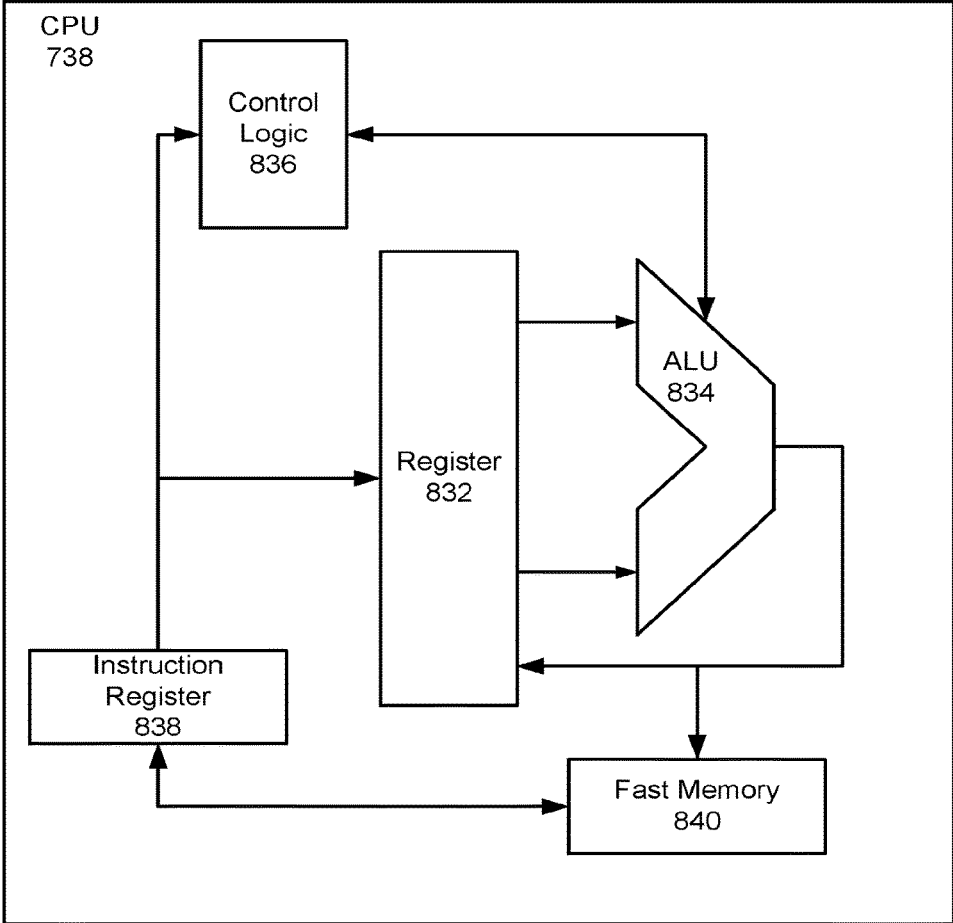 CPU
738
Control
Logic
836
ALU
834
Register
832
Instruction
Register
838
Fast Memory
840